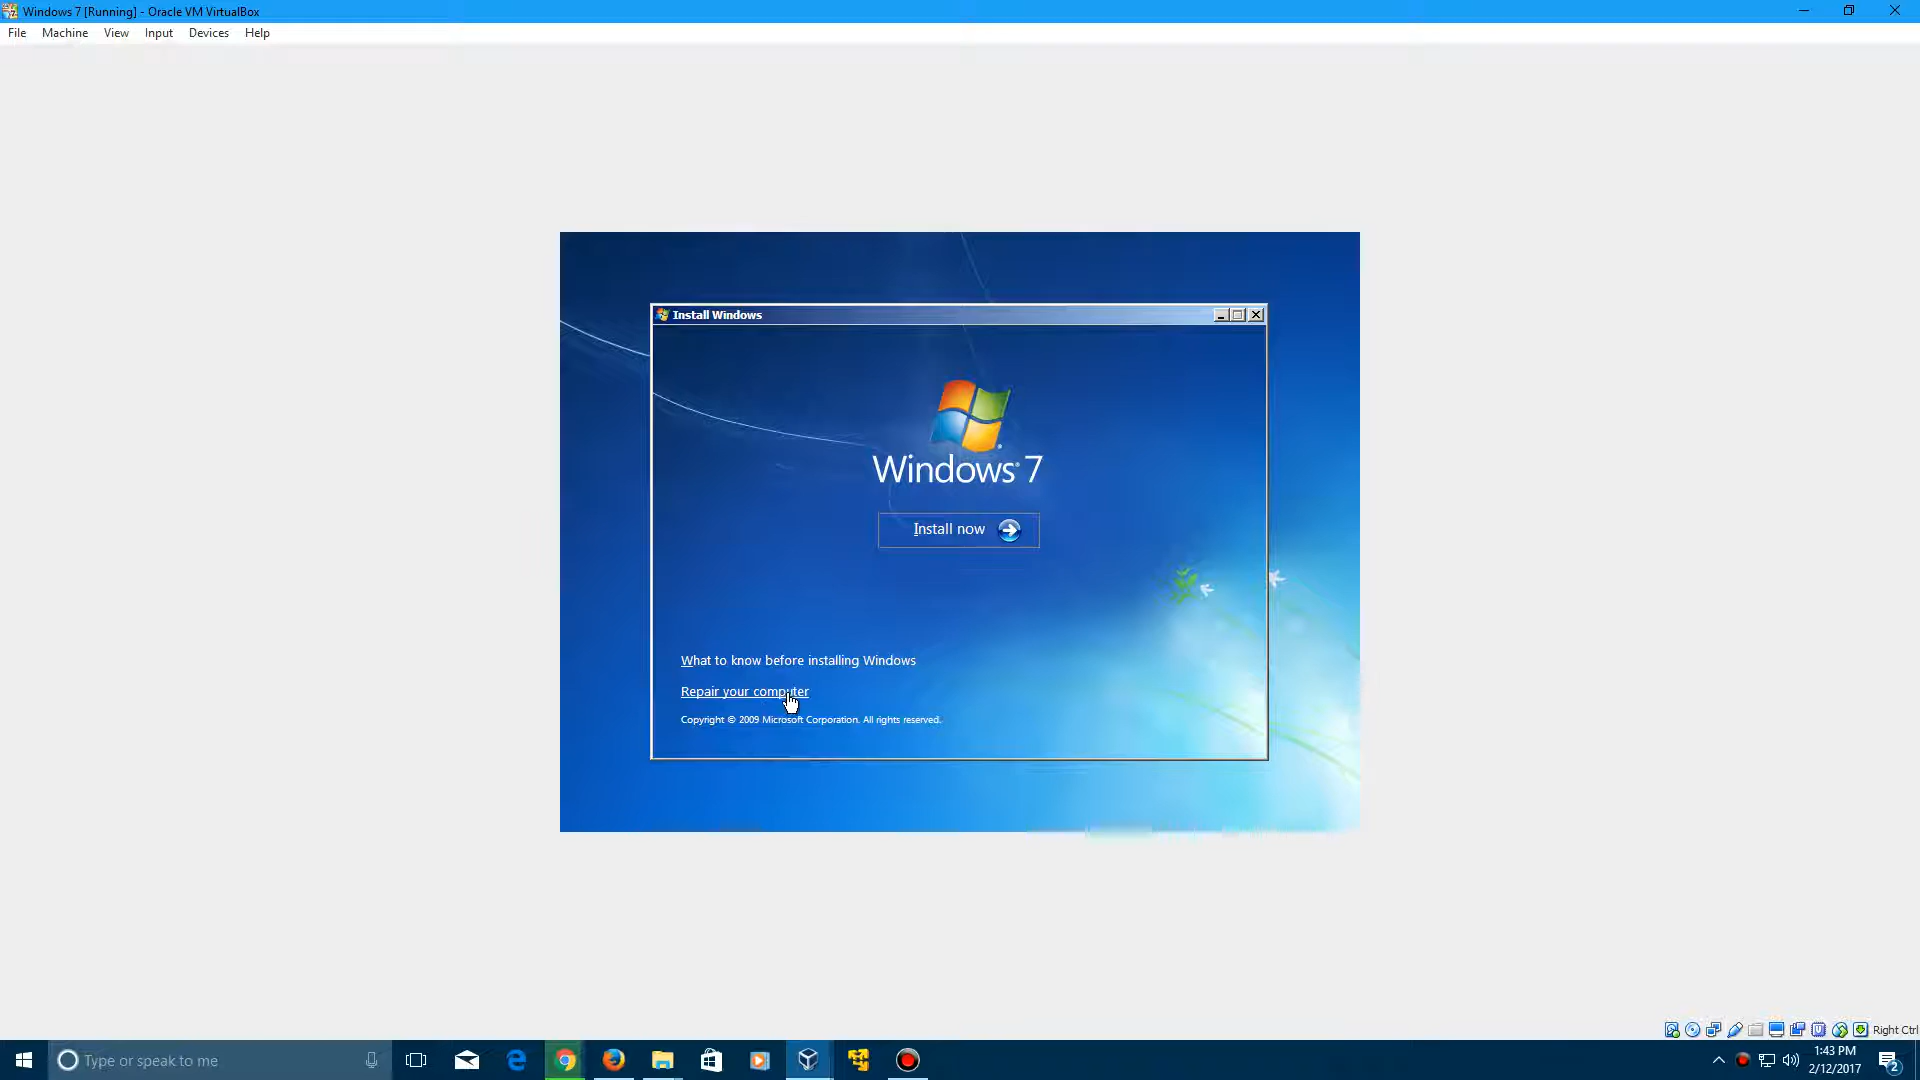 Windows 7 [Running] - Oracle VM VirtualBox
File Machine View Input Devices Help
Install Windows
Windows 7
Install now
What to know before installing Windows
Repair your computer
Copyright © 2009 Microsoft Corporation. All rights reserved.
Right Ctrl
Type or speak to me
1:43 PM
2/12/2017
2